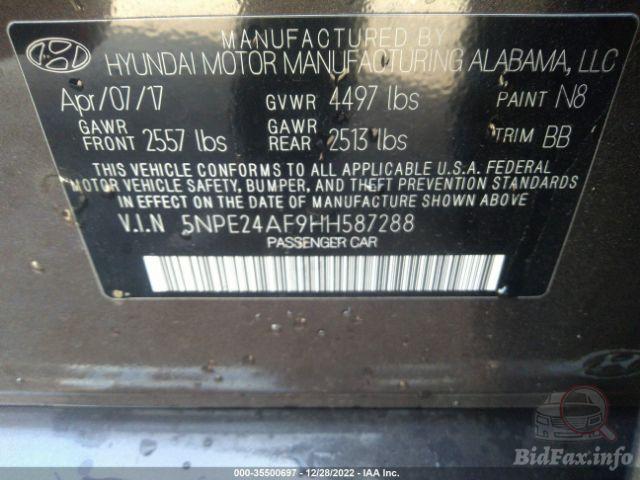 MANUFACTURED BY
HYUNDAI MOTOR MANUFACTURING ALABAMA, LLC
Apr/07/17 GVWR 4497 lbs PAINT N8
GAWR FRONT 2557 lbs GAWR REAR 2513 lbs TRIM BB
THIS VEHICLE CONFORMS TO ALL APPLICABLE U.S.A. FEDERAL
MOTOR VEHICLE SAFETY, BUMPER, AND THEFT PREVENTION STANDARDS
IN EFFECT ON THE DATE OF MANUFACTURE SHOWN ABOVE.
V.I.N 5NPE24AF9HH587288
PASSENGER CAR
BidFax.info
000-35500697 - 12/28/2022 - IAA Inc.